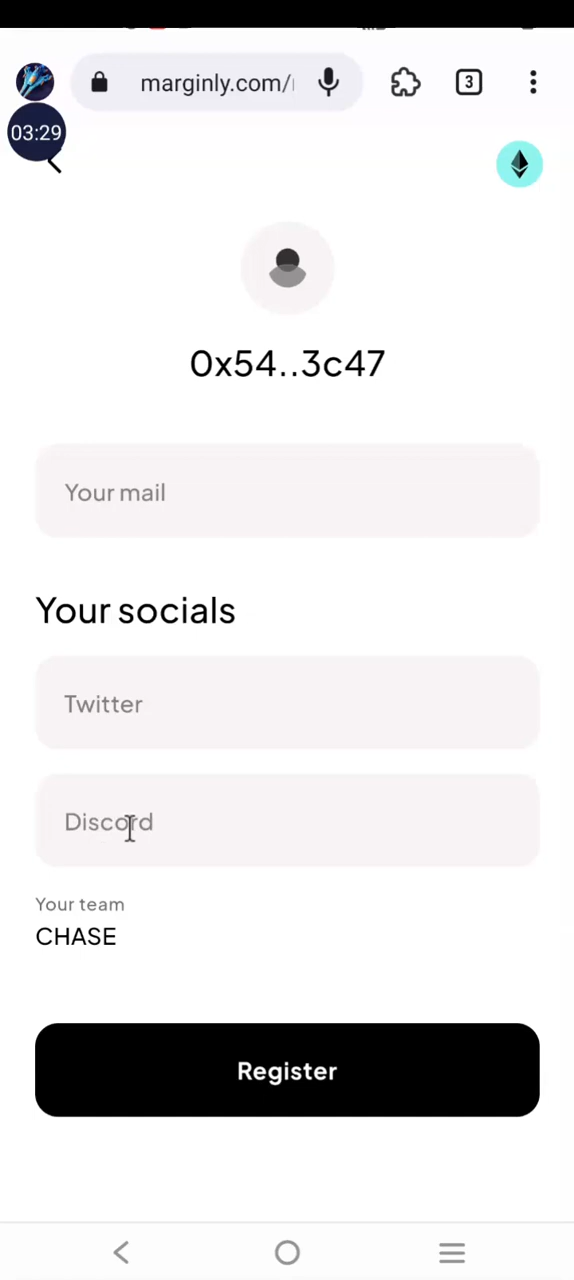 marginly.com/
3
03:29
0x54..3c47
Your mail
Your socials
Twitter
Discord
Your team
CHASE
Register